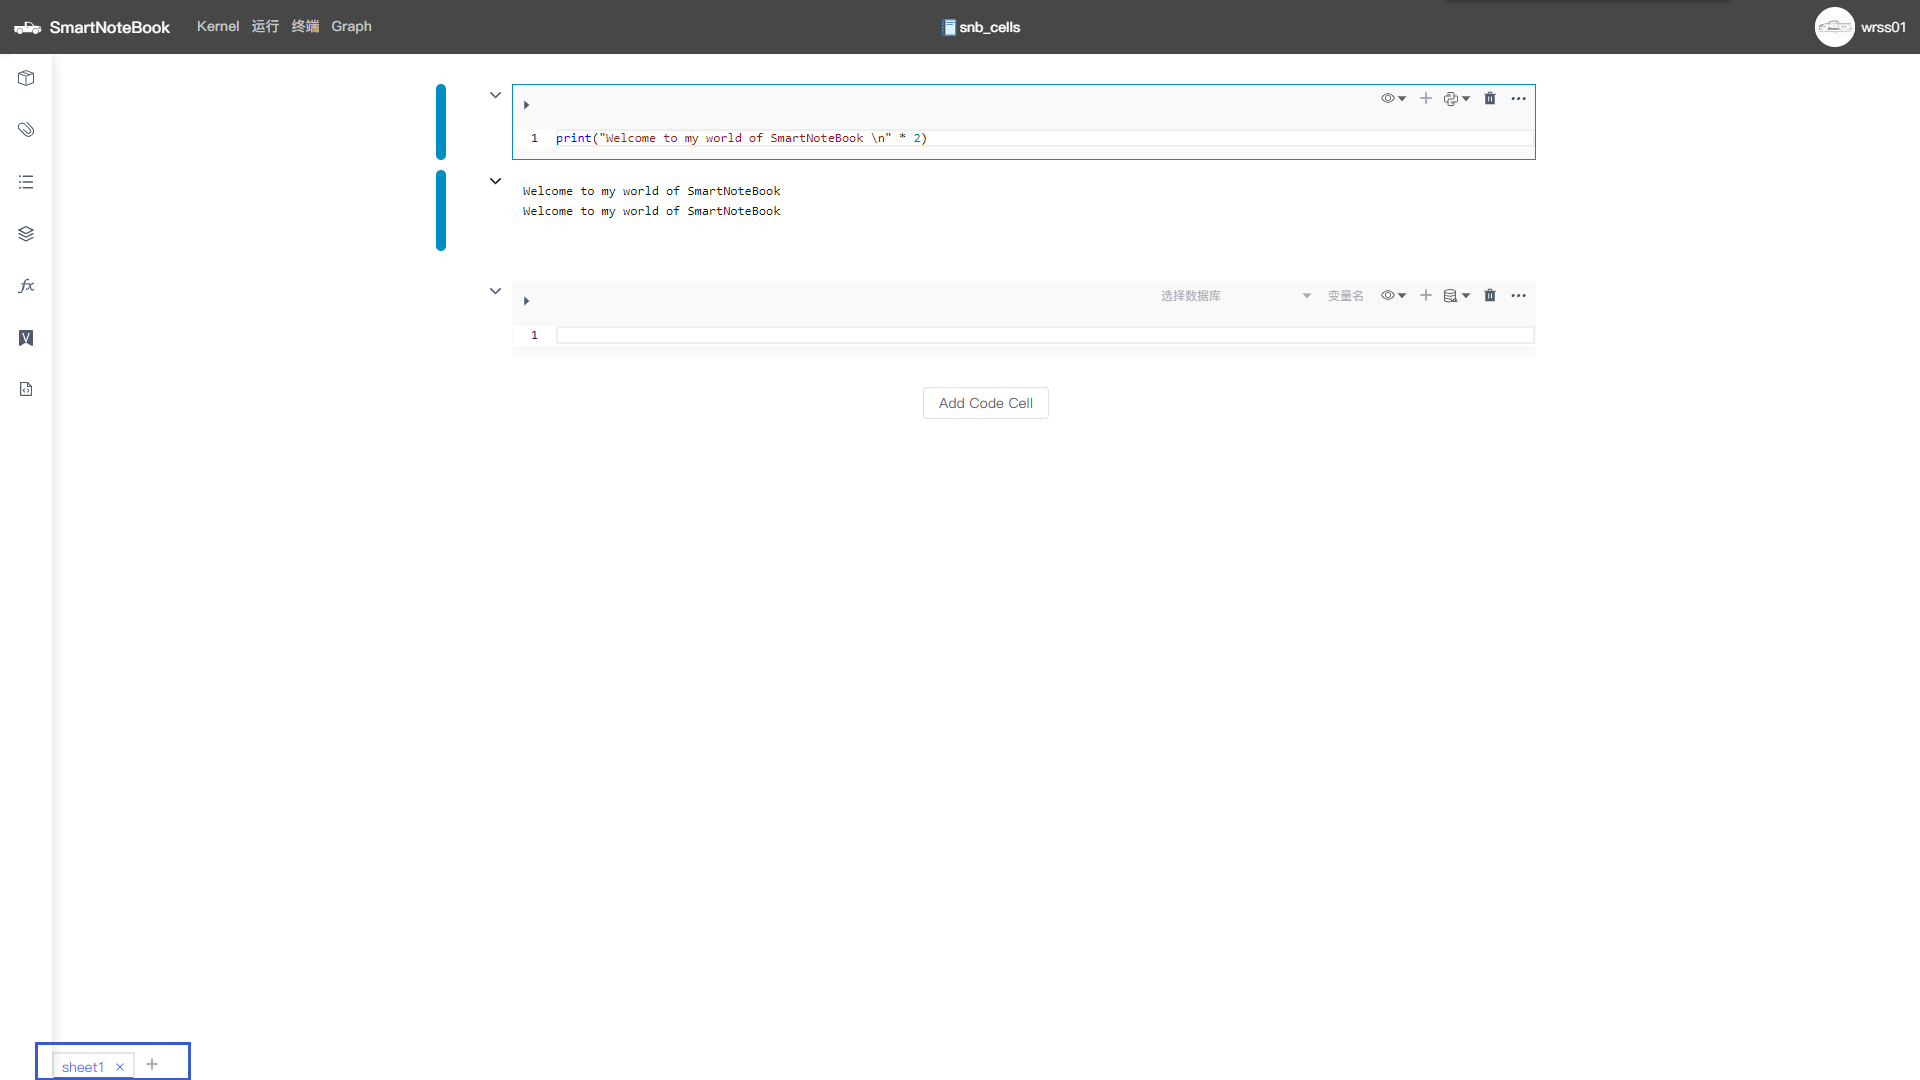 SmartNoteBook Kernel 运行 终端 Graph snb_cells wrss01
1 print("Welcome to my world of SmartNoteBook \n" * 2)
Welcome to my world of SmartNoteBook
Welcome to my world of SmartNoteBook
选择数据库 变量名
1
Add Code Cell
sheet1 × +